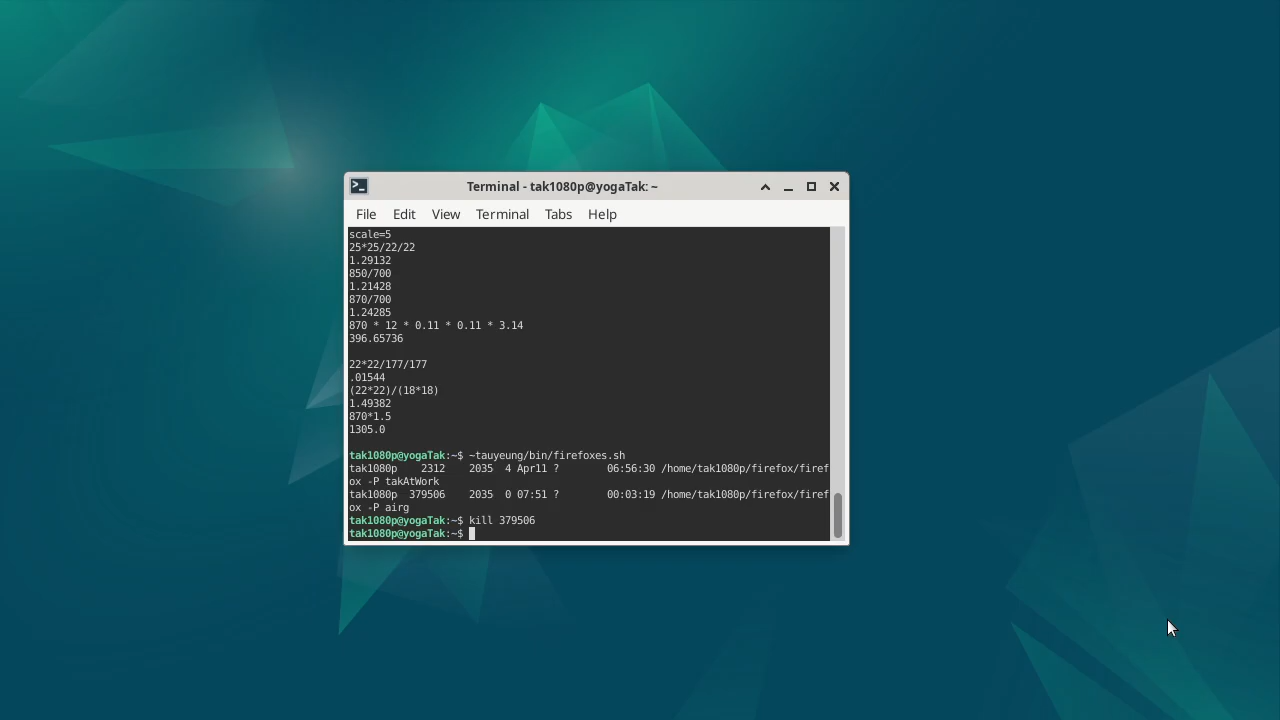 Terminal - tak1080p@yogaTak: ~
File Edit View Terminal Tabs Help
scale=5
25*25/22/22
1.29132
850/700
1.21428
870/700
1.24285
870 * 12 * 0.11 * 0.11 * 3.14
396.65736
22*22/177/177
.01544
(22*22)/(18*18)
1.49382
870*1.5
1305.0
tak1080p@yogaTak:~$ ~tauyeung/bin/firefoxes.sh
tak1080p    2312    2035  4 Apr11 ?        06:56:30 /home/tak1080p/firefox/firef
ox -P takAtWork
tak1080p  379506    2035  0 07:51 ?        00:03:19 /home/tak1080p/firefox/firef
ox -P airg
tak1080p@yogaTak:~$ kill 379506
tak1080p@yogaTak:~$